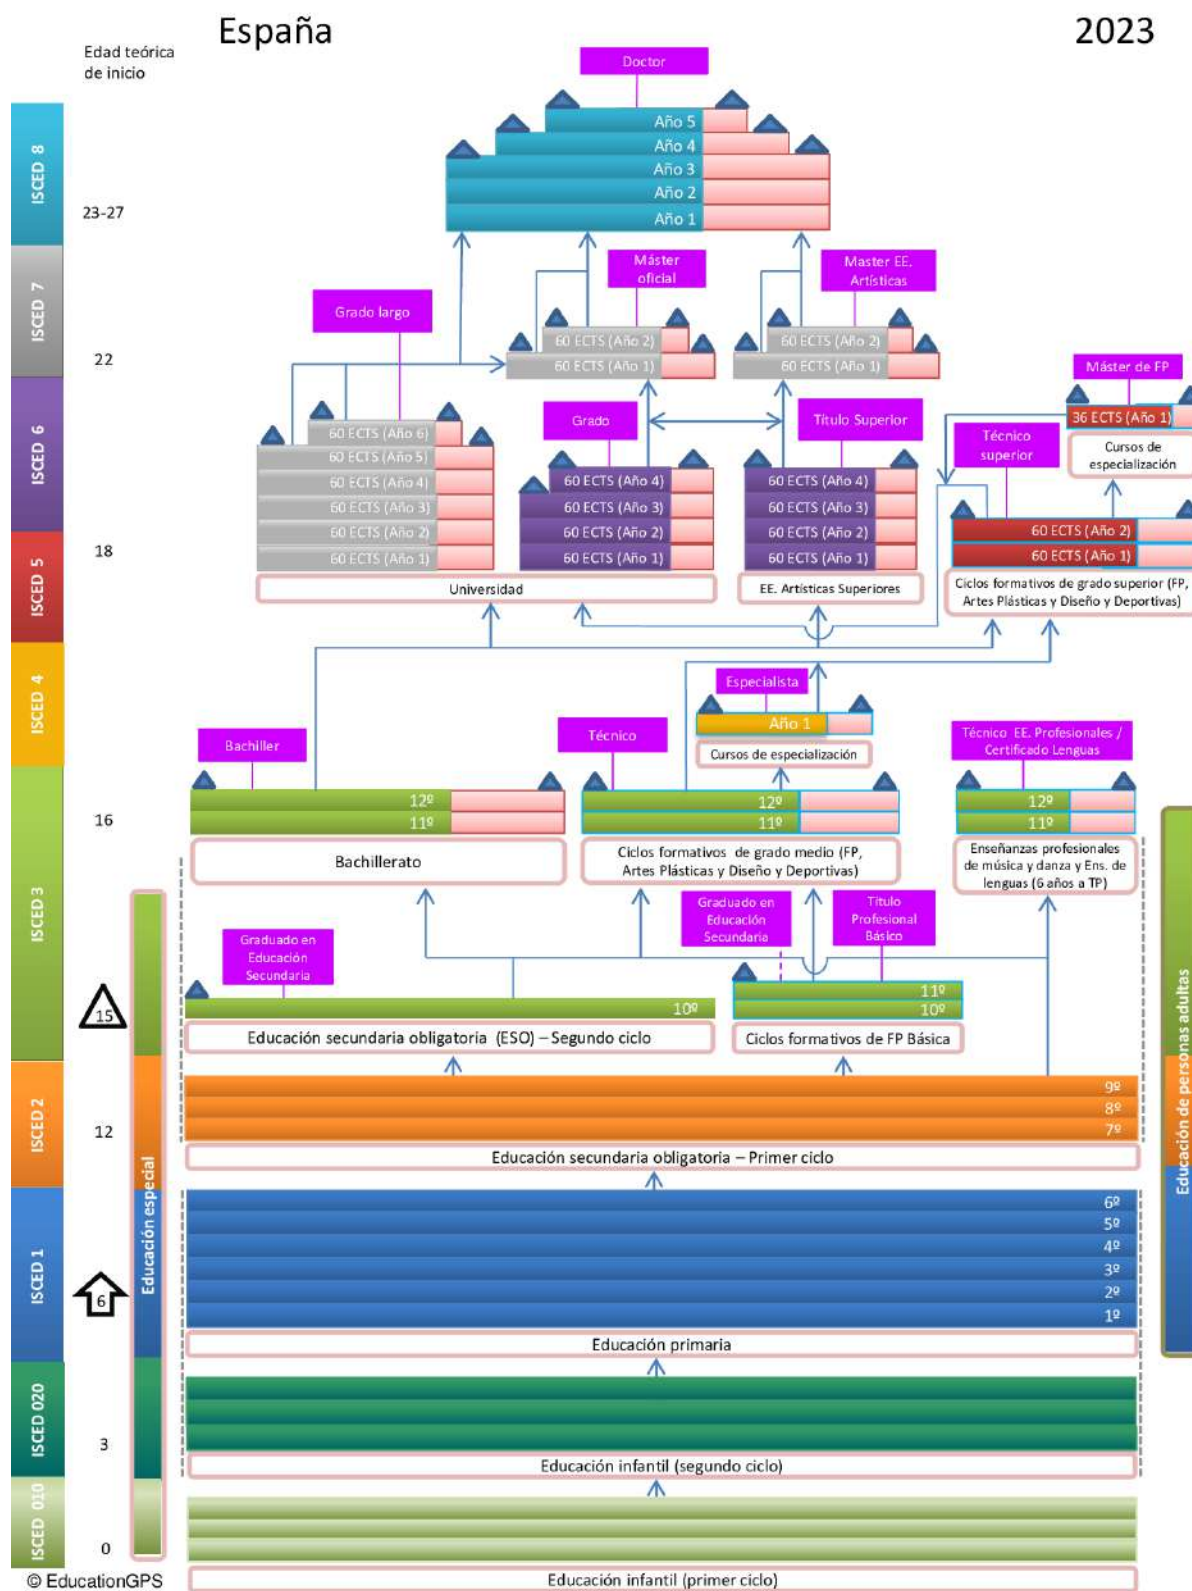 España
2023
Edad teórica
de inicio
Doctor
ISCED 8
23-27
Año 5
Año 4
Año 3
Año 2
Año 1
ISCED 7
22
Grado largo
Máster
oficial
Master EE.
Artísticas
60 ECTS (Año 2)
60 ECTS (Año 1)
60 ECTS (Año 2)
60 ECTS (Año 1)
Máster de FP
36 ECTS (Año 1)
Cursos de
especialización
ISCED 6
Grado
Título Superior
Técnico
superior
60 ECTS (Año 6)
60 ECTS (Año 5)
60 ECTS (Año 4)
60 ECTS (Año 3)
60 ECTS (Año 2)
60 ECTS (Año 1)
60 ECTS (Año 4)
60 ECTS (Año 3)
60 ECTS (Año 2)
60 ECTS (Año 1)
60 ECTS (Año 4)
60 ECTS (Año 3)
60 ECTS (Año 2)
60 ECTS (Año 1)
60 ECTS (Año 2)
60 ECTS (Año 1)
ISCED 5
18
Universidad
EE. Artísticas Superiores
Ciclos formativos de grado superior (FP,
Artes Plásticas y Diseño y Deportivas)
ISCED 4
Especialista
Año 1
Cursos de especialización
Bachiller
Técnico
Técnico EE. Profesionales /
Certificado Lenguas
ISCED 3
16
12º
11º
12º
11º
12º
11º
Bachillerato
Ciclos formativos de grado medio (FP,
Artes Plásticas y Diseño y Deportivas)
Enseñanzas profesionales
de música y danza y Ens. de
lenguas (6 años a TP)
Graduado en
Educación
Secundaria
Graduado en
Educación
Secundaria
Título
Profesional
Básico
15
10º
11º
10º
Educación secundaria obligatoria (ESO) – Segundo ciclo
Ciclos formativos de FP Básica
ISCED 2
12
9º
8º
7º
Educación secundaria obligatoria – Primer ciclo
Educación especial
Educación de personas adultas
ISCED 1
6
6º
5º
4º
3º
2º
1º
Educación primaria
ISCED 020
3
Educación infantil (segundo ciclo)
ISCED 010
0
Educación infantil (primer ciclo)
© EducationGPS